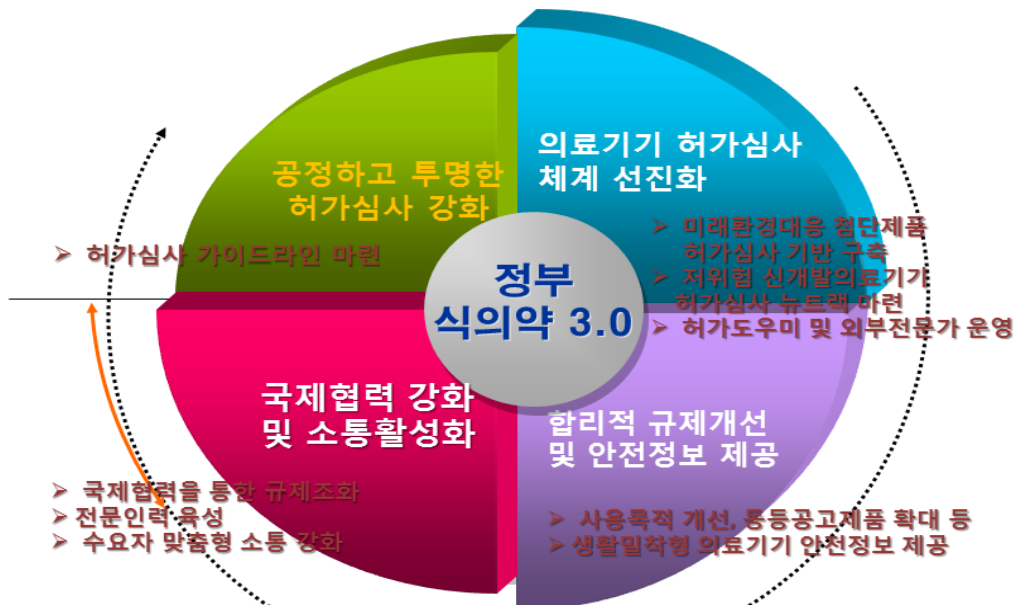 공정하고 투명한
허가심사 강화
➢ 허가심사 가이드라인 마련
의료기기 허가심사
체계 선진화
➢ 미래환경대응 첨단제품
허가심사 기반 구축
➢ 저위험 신개발의료기기
허가심사 뉴트랙 마련
➢ 허가도우미 및 외부전문가 운영
정부
식의약 3.0
국제협력 강화
및 소통활성화
➢ 국제협력을 통한 규제조화
➢ 전문인력 육성
➢ 수요자 맞춤형 소통 강화
합리적 규제개선
및 안전정보 제공
➢ 사용목적 개선, 동등공고제품 확대 등
➢ 생활밀착형 의료기기 안전정보 제공